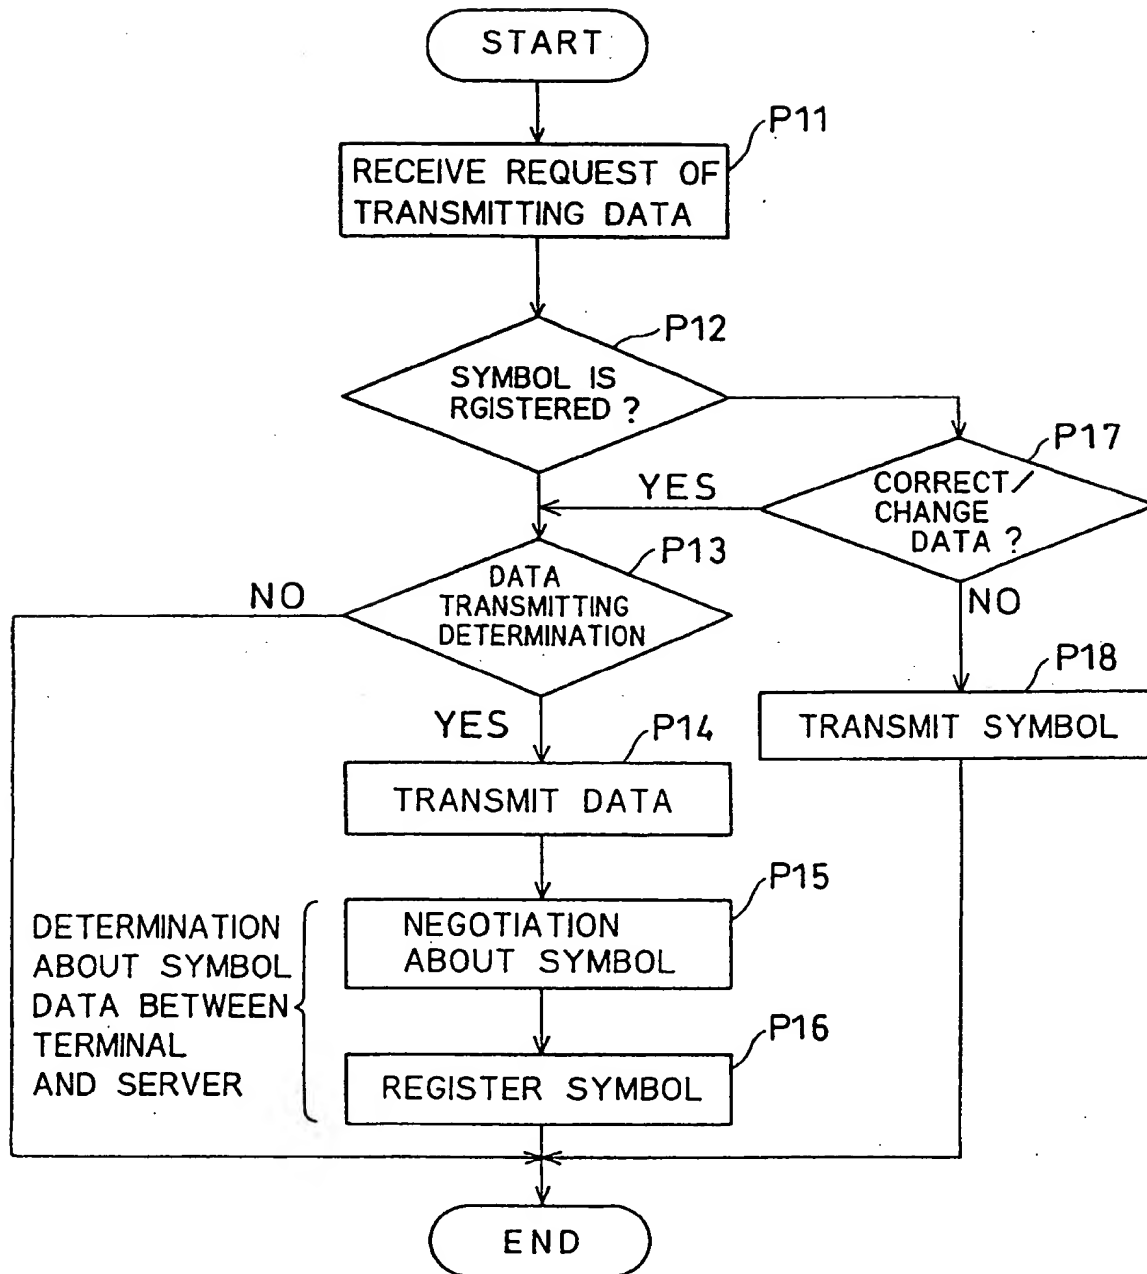 START
P11
RECEIVE REQUEST OF
TRANSMITTING DATA
P12
SYMBOL IS
RGISTERED ?
P17
CORRECT/
CHANGE
DATA ?
YES
NO
P13
DATA
TRANSMITTING
DETERMINATION
NO
YES
P18
TRANSMIT SYMBOL
P14
TRANSMIT DATA
P15
NEGOTIATION
ABOUT SYMBOL
DETERMINATION
ABOUT SYMBOL
DATA BETWEEN
TERMINAL
AND SERVER
P16
REGISTER SYMBOL
END